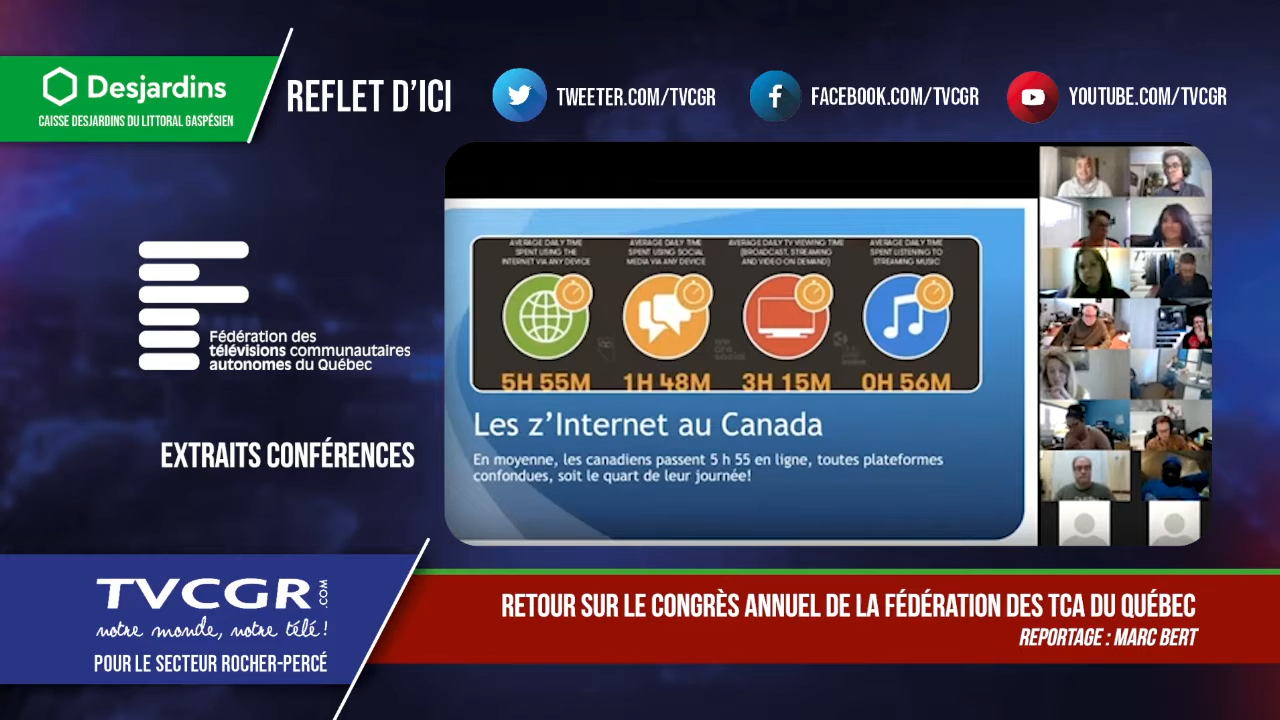 Desjardins
CAISSE DESJARDINS DU LITTORAL GASPÉSIEN
REFLET D'ICI
TWEETER.COM/TVCGR
FACEBOOK.COM/TVCGR
YOUTUBE.COM/TVCGR
Fédération des
télévisions communautaires
autonomes du Québec
EXTRAITS CONFÉRENCES
AVERAGE DAILY TIME
SPENT USING THE
INTERNET VIA ANY DEVICE
5H 55M
AVERAGE DAILY TIME
SPENT USING SOCIAL
MEDIA VIA ANY DEVICE
1H 48M
AVERAGE DAILY TV VIEWING TIME
(BROADCAST, STREAMING
AND VIDEO ON DEMAND)
3H 15M
AVERAGE DAILY TIME
SPENT LISTENING TO
STREAMING MUSIC
0H 56M
we
are
social
Les z'Internet au Canada
En moyenne, les canadiens passent 5 h 55 en ligne, toutes plateformes
confondues, soit le quart de leur journée!
TVCGR.COM
notre monde, notre télé!
POUR LE SECTEUR ROCHER-PERCÉ
RETOUR SUR LE CONGRÈS ANNUEL DE LA FÉDÉRATION DES TCA DU QUÉBEC
REPORTAGE : MARC BERT